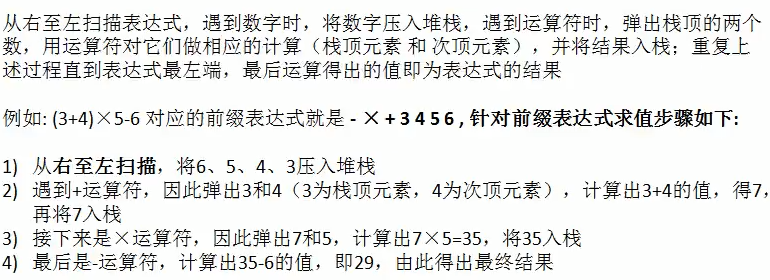 从右至左扫描表达式，遇到数字时，将数字压入堆栈，遇到运算符时，弹出栈顶的两个
数，用运算符对它们做相应的计算（栈顶元素 和 次顶元素），并将结果入栈；重复上
述过程直到表达式最左端，最后运算得出的值即为表达式的结果
例如: (3+4)×5-6 对应的前缀表达式就是 - × + 3 4 5 6 , 针对前缀表达式求值步骤如下:
1) 从右至左扫描，将6、5、4、3压入堆栈
2) 遇到+运算符，因此弹出3和4（3为栈顶元素，4为次顶元素），计算出3+4的值，得7，
再将7入栈
3) 接下来是×运算符，因此弹出7和5，计算出7×5=35，将35入栈
4) 最后是-运算符，计算出35-6的值，即29，由此得出最终结果